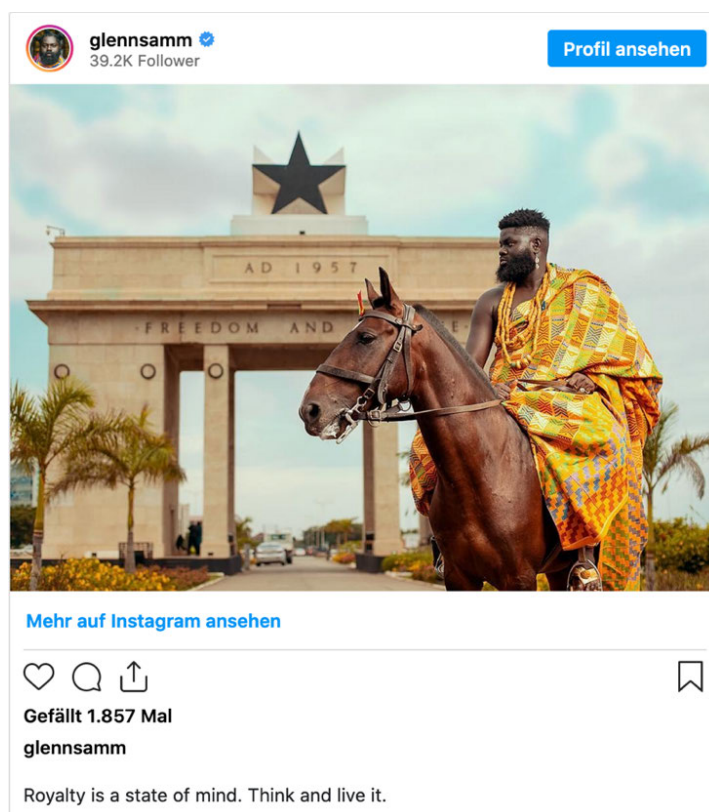 glennsamm
39.2K Follower
Profil ansehen
AD 1957
FREEDOM AND
Mehr auf Instagram ansehen
Gefällt 1.857 Mal
glennsamm
Royalty is a state of mind. Think and live it.